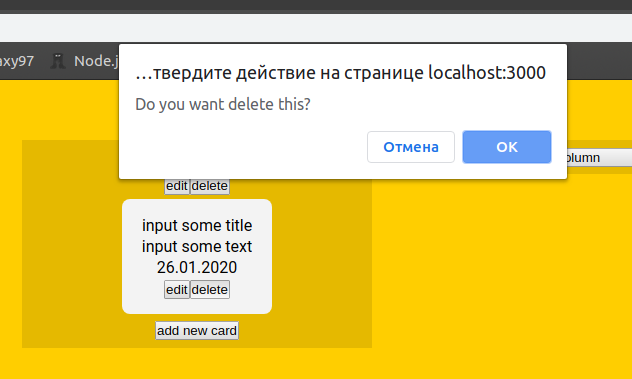 axy97 Node.j
…твердите действие на странице localhost:3000
Do you want delete this?
Отмена OK
olumn
edit delete
input some title
input some text
26.01.2020
edit delete
add new card